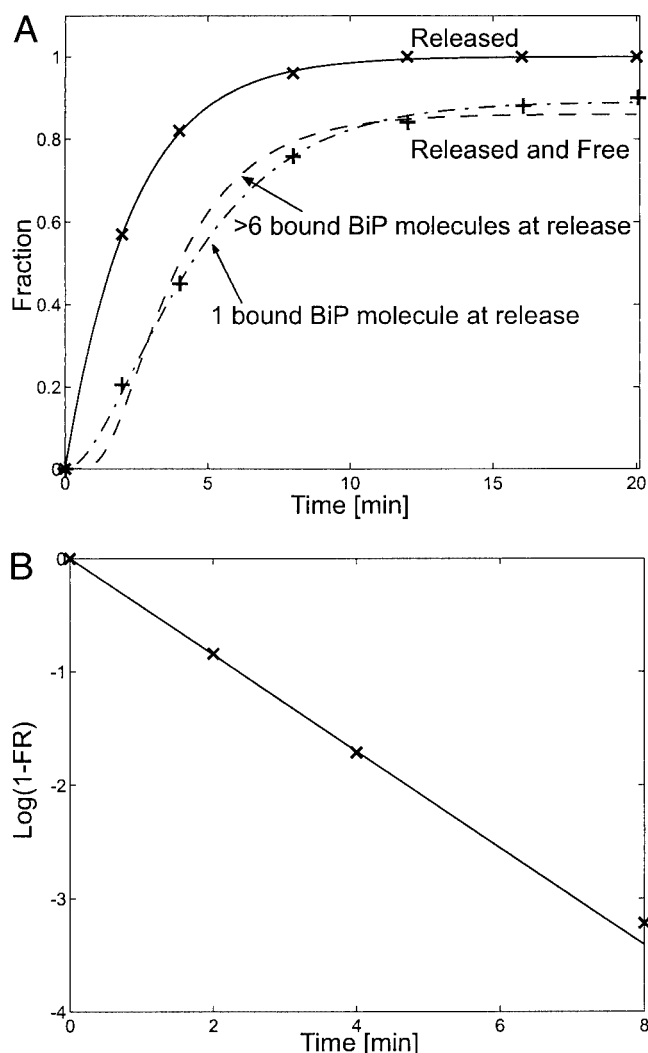 A
1
0.8
0.6
0.4
0.2
0
Fraction
Released
Released and Free
>6 bound BiP molecules at release
1 bound BiP molecule at release
0
5
10
15
20
Time [min]
B
0
-1
-2
-3
-4
Log(1-FR)
0
2
4
6
8
Time [min]